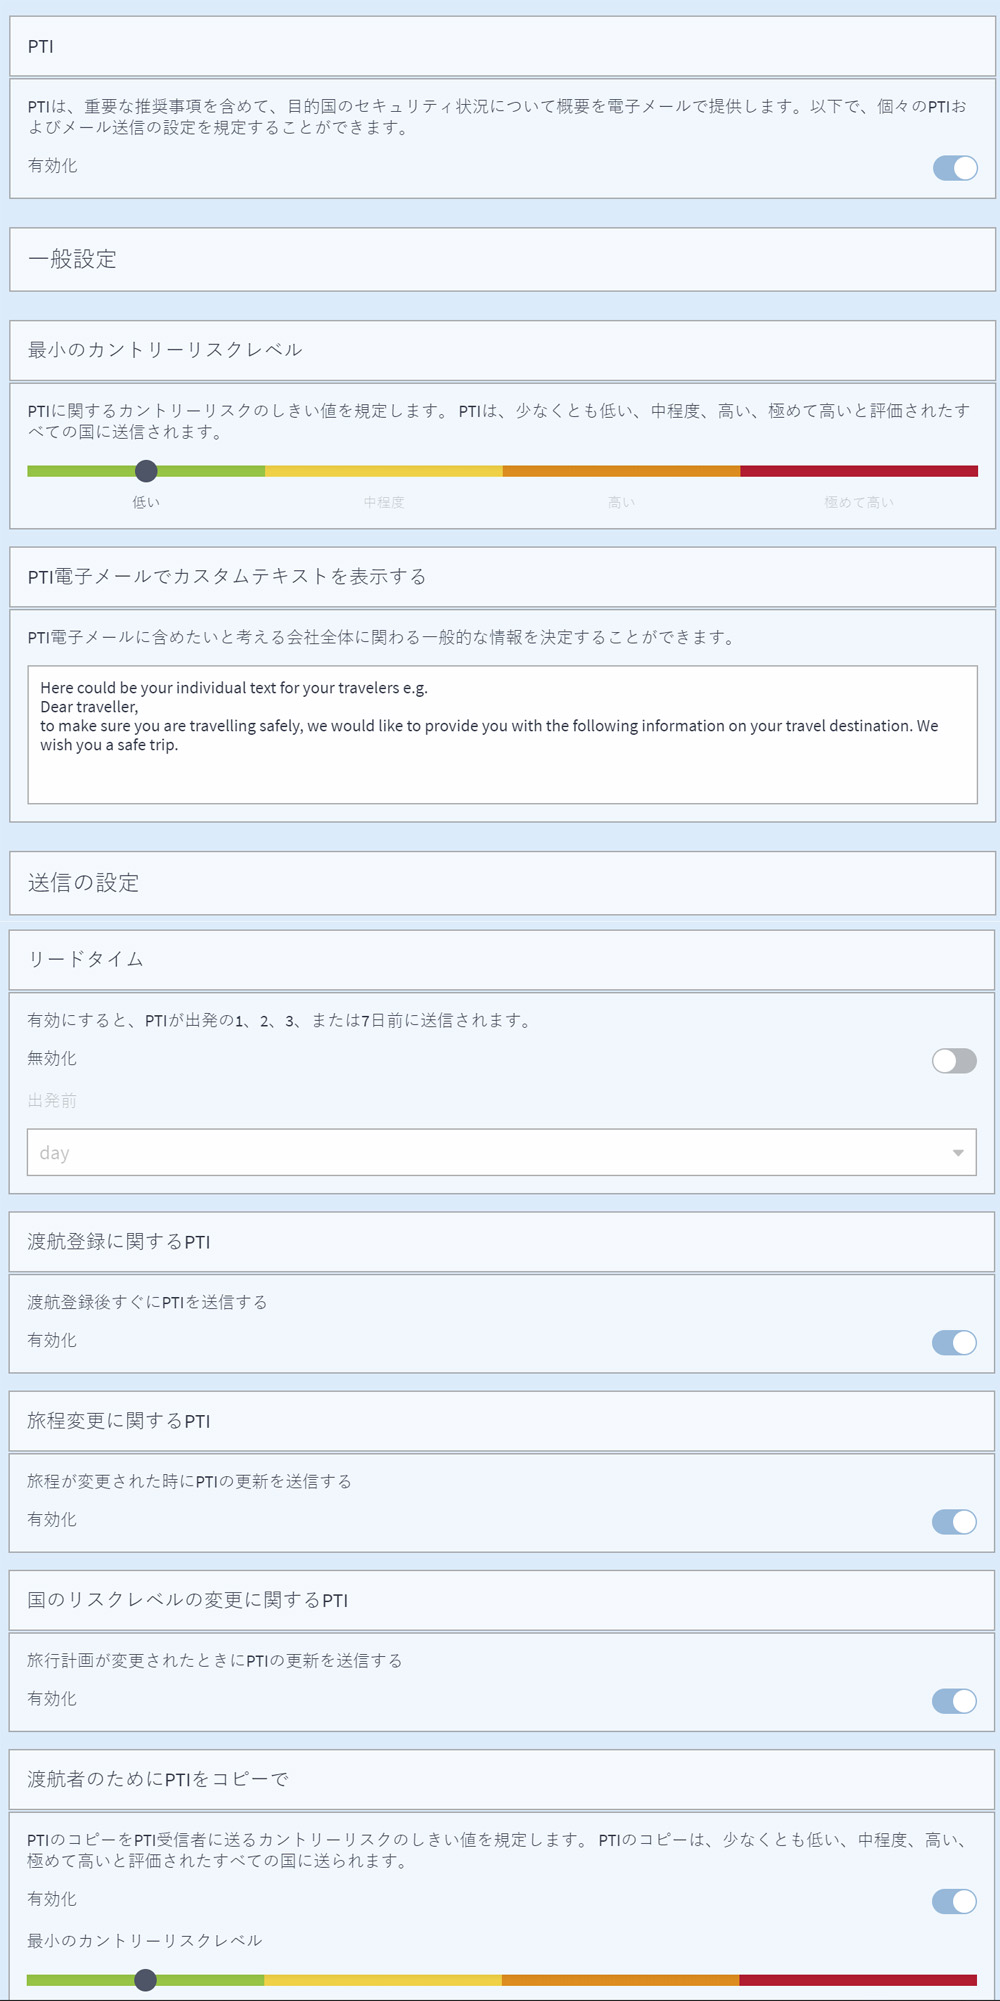 PTI
PTIは、重要な推奨事項を含めて、目的国のセキュリティ状況について概要を電子メールで提供します。以下で、個々のPTIお
よびメール送信の設定を規定することができます。
有効化
一般設定
最小のカントリーリスクレベル
PTIに関するカントリーリスクのしきい値を規定します。 PTIは、少なくとも低い、中程度、高い、極めて高いと評価されたす
べての国に送信されます。
低い 中程度 高い 極めて高い
PTI電子メールでカスタムテキストを表示する
PTI電子メールに含めたいと考える会社全体に関わる一般的な情報を決定することができます。
Here could be your individual text for your travelers e.g.
Dear traveller,
to make sure you are travelling safely, we would like to provide you with the following information on your travel destination. We
wish you a safe trip.
送信の設定
リードタイム
有効にすると、PTIが出発の1、2、3、または7日前に送信されます。
無効化
出発前
day
渡航登録に関するPTI
渡航登録後すぐにPTIを送信する
有効化
旅程変更に関するPTI
旅程が変更された時にPTIの更新を送信する
有効化
国のリスクレベルの変更に関するPTI
旅行計画が変更されたときにPTIの更新を送信する
有効化
渡航者のためにPTIをコピーで
PTIのコピーをPTI受信者に送るカントリーリスクのしきい値を規定します。 PTIのコピーは、少なくとも低い、中程度、高い、
極めて高いと評価されたすべての国に送られます。
有効化
最小のカントリーリスクレベル